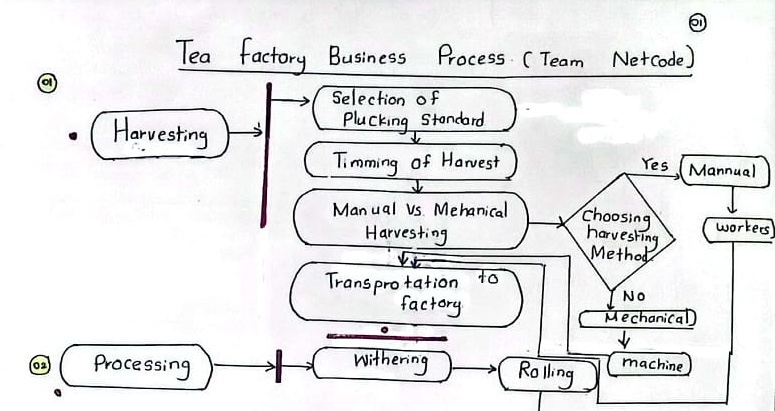 01
Tea factory Business Process. (Team Netcode)
01
Harvesting
Selection of
Plucking Standard
Timming of Harvest
Manual Vs. Mehanical
Harvesting
Choosing
harvesting
Method
Yes
Mannual
workers
NO
Mechanical
machine
Transprotation to
factory
02
Processing
Withering
Rolling